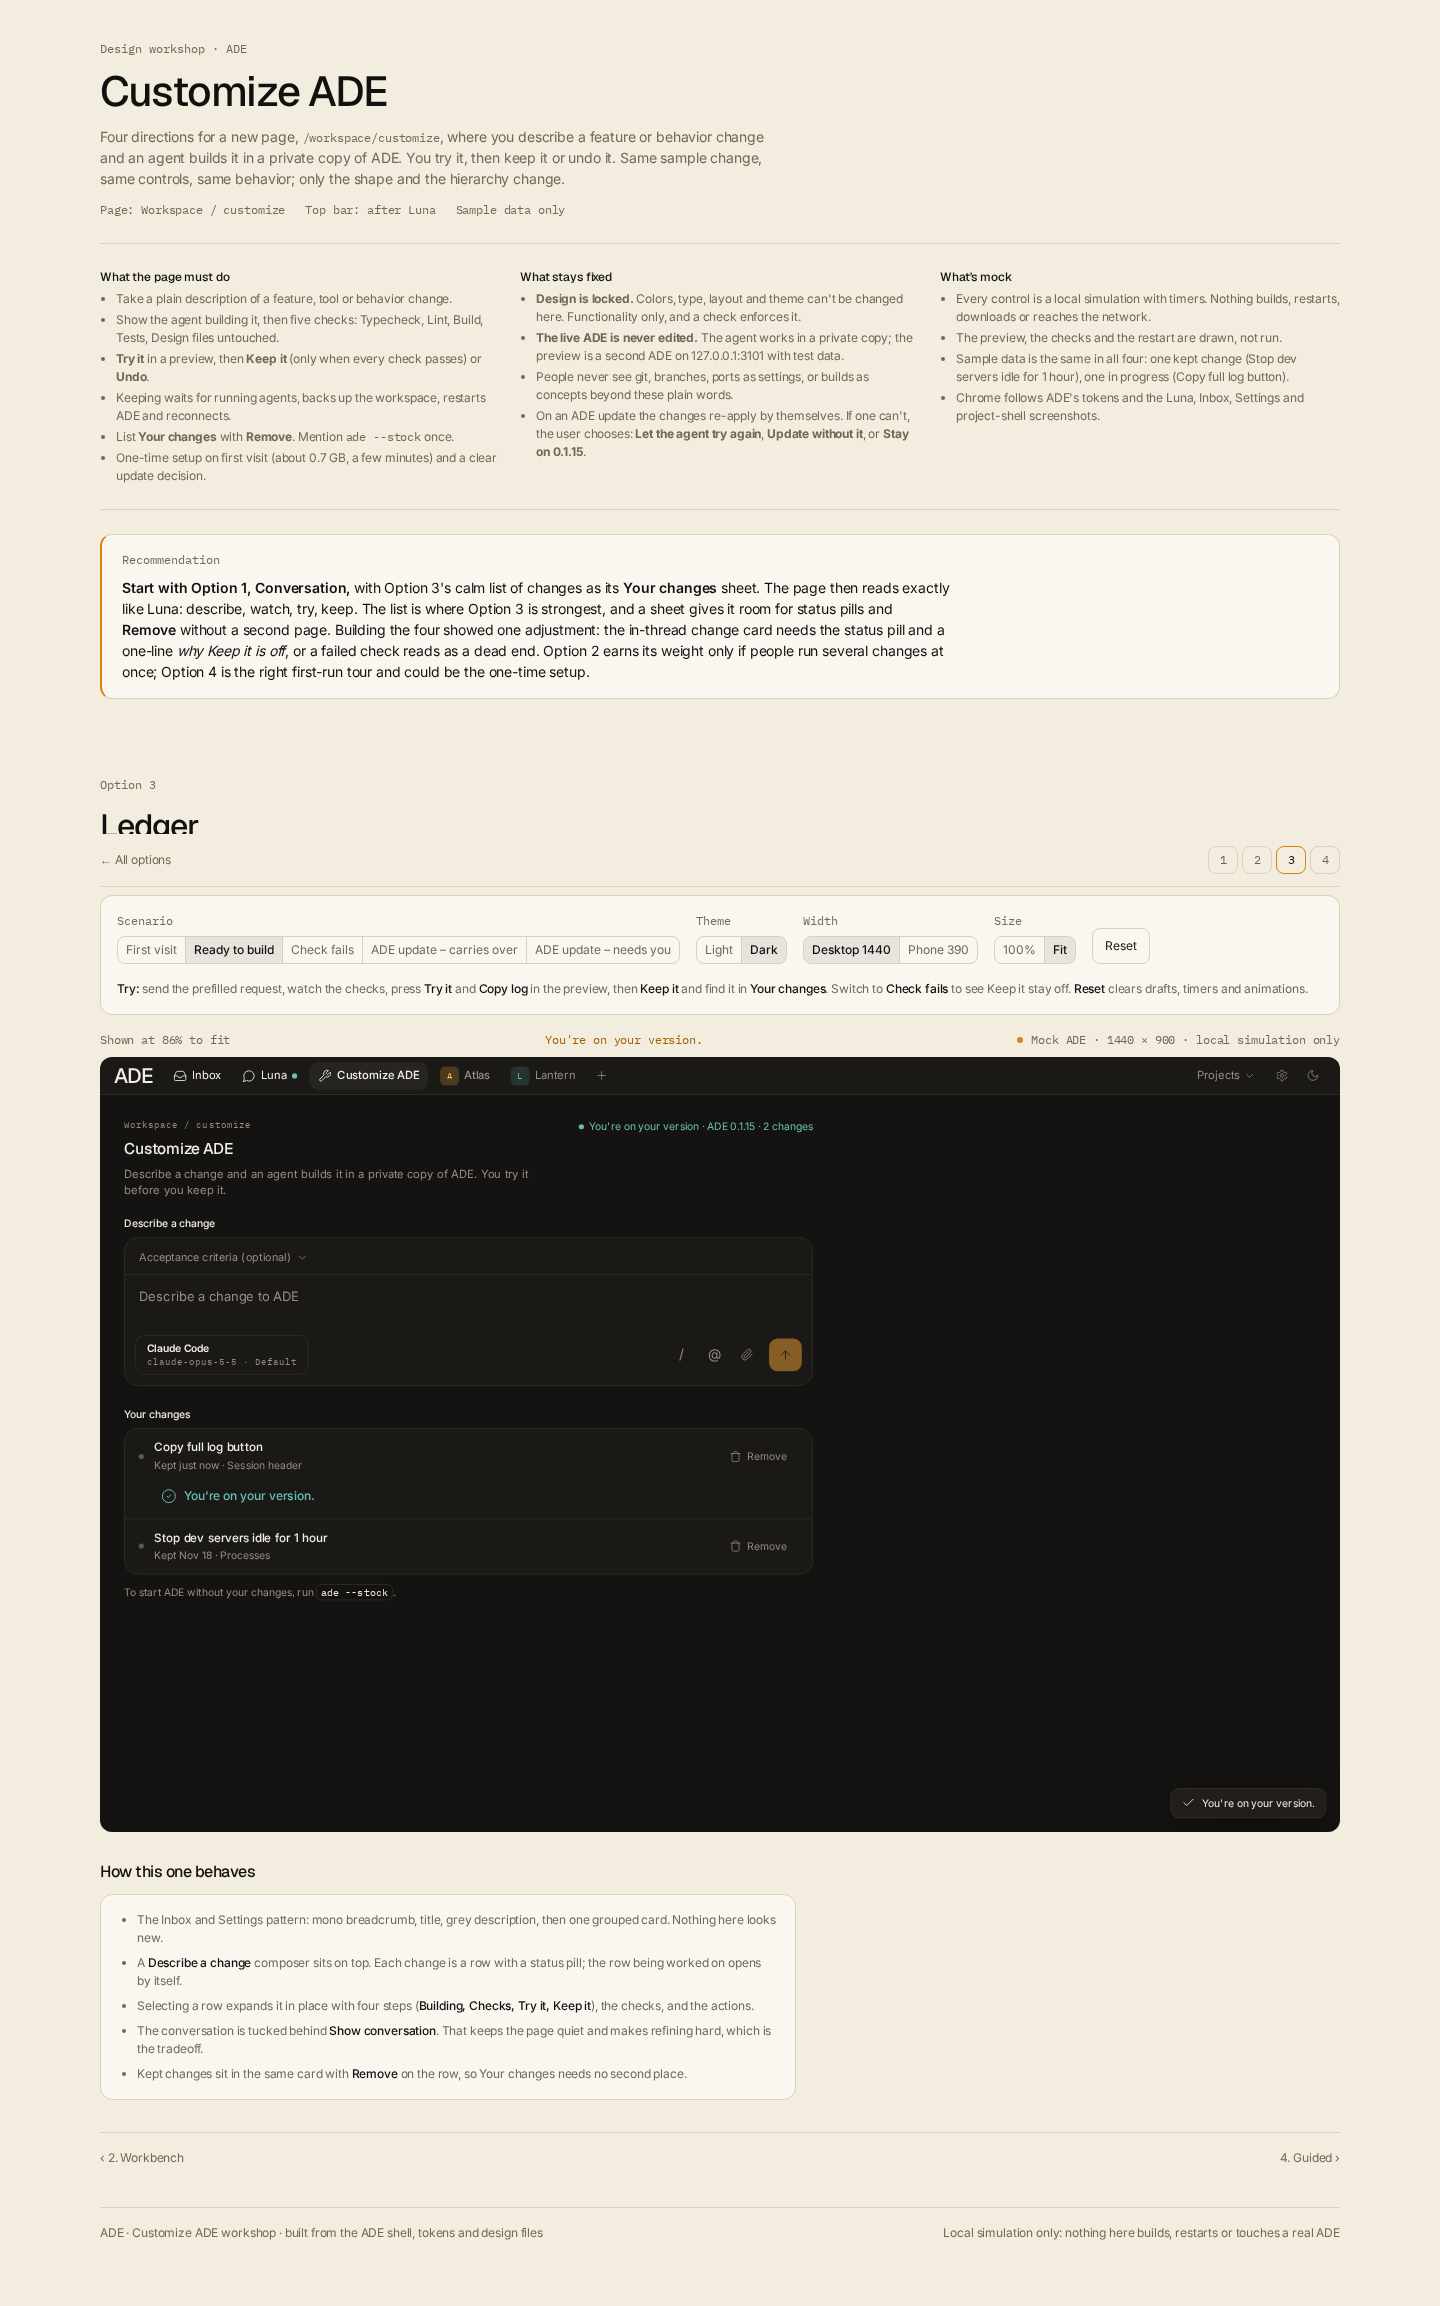 Design workshop · ADE
Customize ADE
Four directions for a new page, /workspace/customize, where you describe a feature or behavior change
and an agent builds it in a private copy of ADE. You try it, then keep it or undo it. Same sample change,
same controls, same behavior; only the shape and the hierarchy change.
Page: Workspace / customize Top bar: after Luna Sample data only
What the page must do
• Take a plain description of a feature, tool or behavior change.
• Show the agent building it, then five checks: Typecheck, Lint, Build,
Tests, Design files untouched.
• Try it in a preview, then Keep it (only when every check passes) or
Undo.
• Keeping waits for running agents, backs up the workspace, restarts
ADE and reconnects.
• List Your changes with Remove. Mention ade --stock once.
• One-time setup on first visit (about 0.7 GB, a few minutes) and a clear
update decision.
What stays fixed
• Design is locked. Colors, type, layout and theme can't be changed
here. Functionality only, and a check enforces it.
• The live ADE is never edited. The agent works in a private copy; the
preview is a second ADE on 127.0.0.1:3101 with test data.
• People never see git, branches, ports as settings, or builds as
concepts beyond these plain words.
• On an ADE update the changes re-apply by themselves. If one can't,
the user chooses: Let the agent try again, Update without it, or Stay
on 0.1.15.
What's mock
• Every control is a local simulation with timers. Nothing builds, restarts,
downloads or reaches the network.
• The preview, the checks and the restart are drawn, not run.
• Sample data is the same in all four: one kept change (Stop dev
servers idle for 1 hour), one in progress (Copy full log button).
• Chrome follows ADE's tokens and the Luna, Inbox, Settings and
project-shell screenshots.
Recommendation
Start with Option 1, Conversation, with Option 3's calm list of changes as its Your changes sheet. The page then reads exactly
like Luna: describe, watch, try, keep. The list is where Option 3 is strongest, and a sheet gives it room for status pills and
Remove without a second page. Building the four showed one adjustment: the in-thread change card needs the status pill and a
one-line why Keep it is off, or a failed check reads as a dead end. Option 2 earns its weight only if people run several changes at
once; Option 4 is the right first-run tour and could be the one-time setup.
Option 3
Ledger
← All options
1 2 3 4
Scenario Theme Width Size
First visit Ready to build Check fails ADE update – carries over ADE update – needs you Light Dark Desktop 1440 Phone 390 100% Fit Reset
Try: send the prefilled request, watch the checks, press Try it and Copy log in the preview, then Keep it and find it in Your changes. Switch to Check fails to see Keep it stay off. Reset clears drafts, timers and animations.
Shown at 86% to fit You're on your version. Mock ADE · 1440 × 900 · local simulation only
ADE Inbox Luna Customize ADE A Atlas L Lantern + Projects
Workspace / customize
You're on your version · ADE 0.1.15 · 2 changes
Customize ADE
Describe a change and an agent builds it in a private copy of ADE. You try it
before you keep it.
Describe a change
Acceptance criteria (optional)
Describe a change to ADE
Claude Code
claude-opus-5-5 · Default
/ @
Your changes
Copy full log button
Kept just now · Session header
Remove
You're on your version.
Stop dev servers idle for 1 hour
Kept Nov 18 · Processes
Remove
To start ADE without your changes, run ade --stock.
You're on your version.
How this one behaves
• The Inbox and Settings pattern: mono breadcrumb, title, grey description, then one grouped card. Nothing here looks
new.
• A Describe a change composer sits on top. Each change is a row with a status pill; the row being worked on opens
by itself.
• Selecting a row expands it in place with four steps (Building, Checks, Try it, Keep it), the checks, and the actions.
• The conversation is tucked behind Show conversation. That keeps the page quiet and makes refining hard, which is
the tradeoff.
• Kept changes sit in the same card with Remove on the row, so Your changes needs no second place.
‹ 2. Workbench
4. Guided ›
ADE · Customize ADE workshop · built from the ADE shell, tokens and design files
Local simulation only: nothing here builds, restarts or touches a real ADE